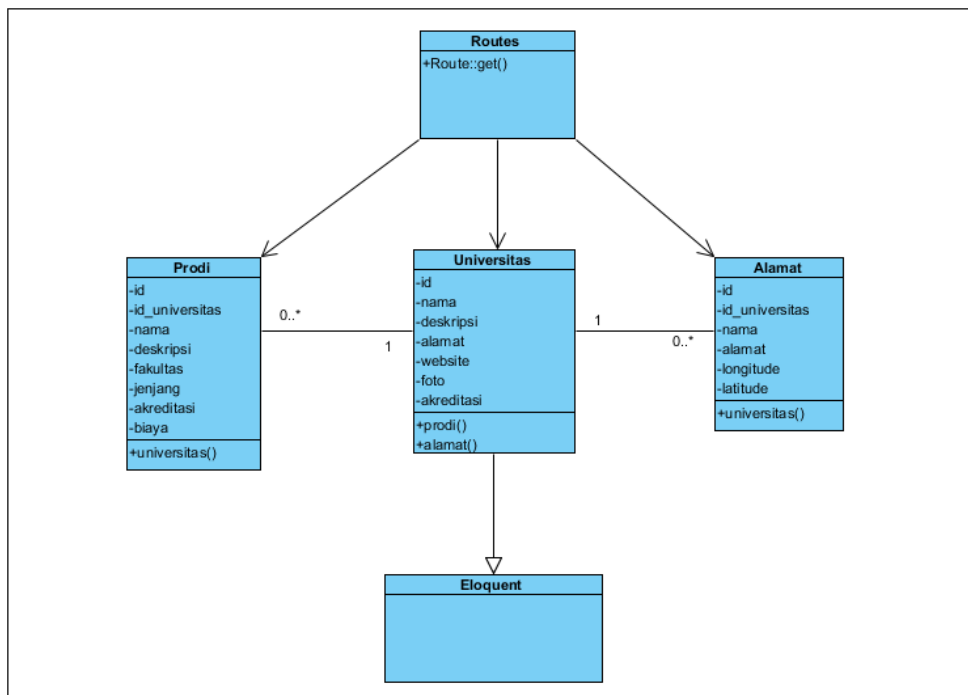 Routes
+Route::get()
Prodi
-id
-id_universitas
-nama
-deskripsi
-fakultas
-jenjang
-akreditasi
-biaya
+universitas()
0..*
1
Universitas
-id
-nama
-deskripsi
-alamat
-website
-foto
-akreditasi
+prodi()
+alamat()
1
0..*
Alamat
-id
-id_universitas
-nama
-alamat
-longitude
-latitude
+universitas()
Eloquent